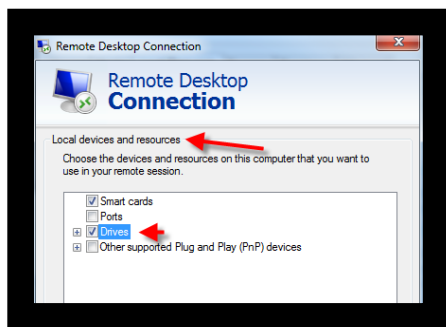 Remote Desktop Connection
Remote Desktop
Connection
Local devices and resources
Choose the devices and resources on this computer that you want to
use in your remote session.
Smart cards
Ports
Drives
Other supported Plug and Play (PnP) devices